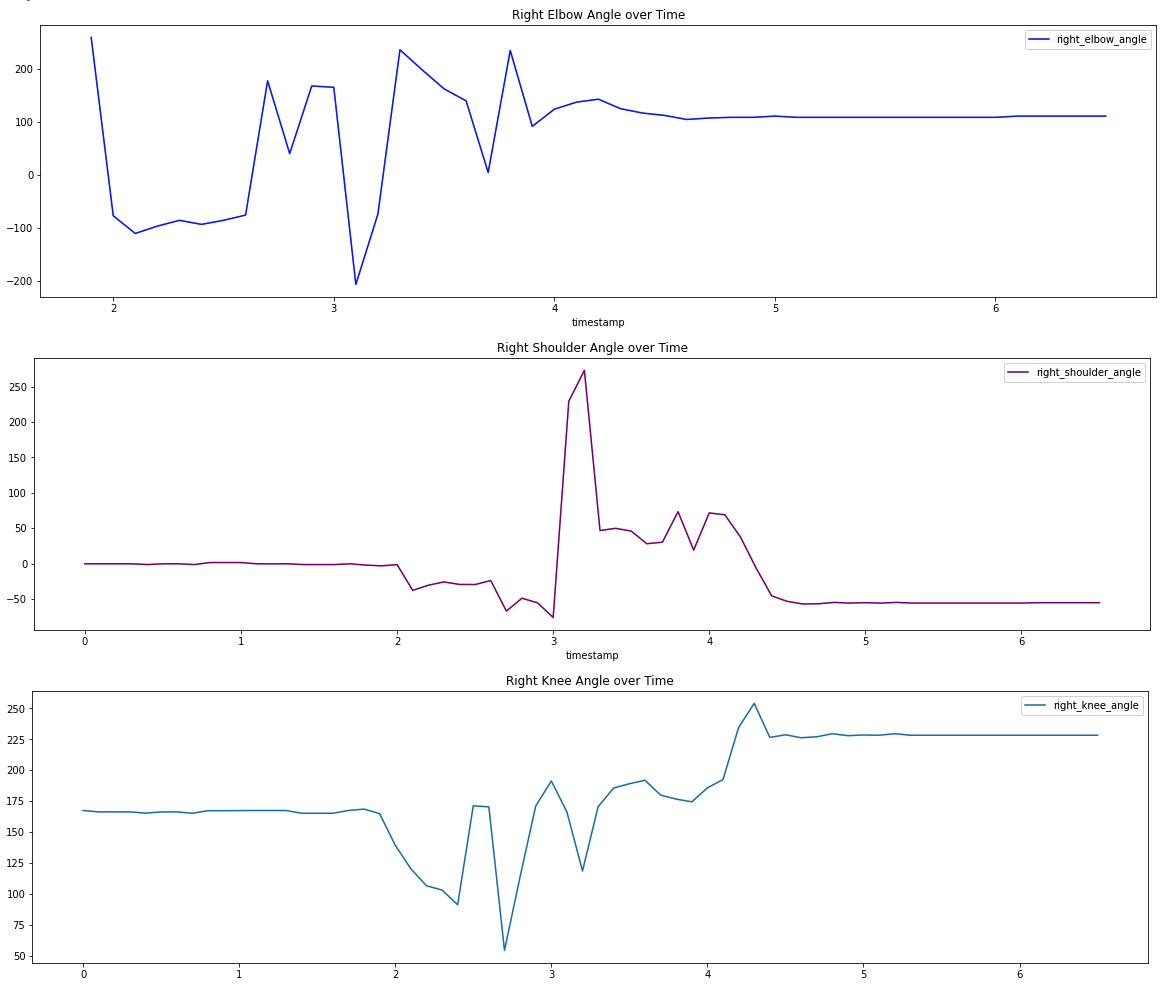 Right Elbow Angle over Time
right_elbow_angle
200
100
0
−100
−200
2 3 4 5 6
timestamp
Right Shoulder Angle over Time
right_shoulder_angle
250
200
150
100
50
0
−50
0 1 2 3 4 5 6
timestamp
Right Knee Angle over Time
right_knee_angle
250
225
200
175
150
125
100
75
50
0 1 2 3 4 5 6